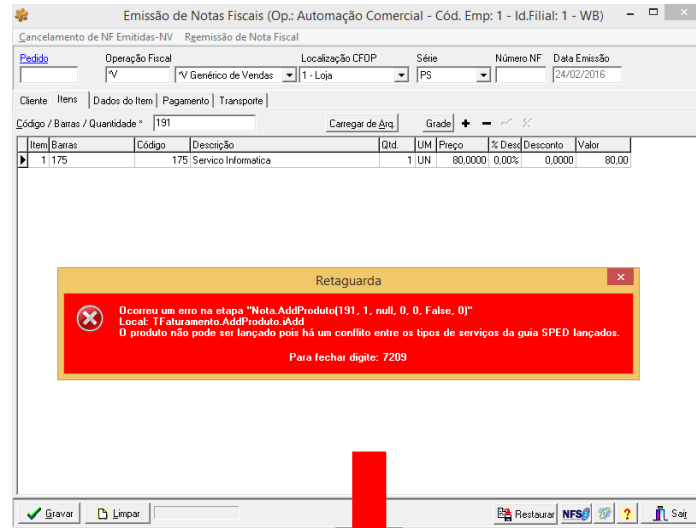 Emissão de Notas Fiscais (Op.: Automação Comercial - Cód. Emp: 1 - Id.Filial: 1 - WB)
Cancelamento de NF Emitidas-NV Reemissão de Nota Fiscal
Pedido Operação Fiscal Localização CFOP Série Número NF Data Emissão
*V *V Genérico de Vendas 1 - Loja PS 24/02/2016
Cliente Itens Dados do Item Pagamento Transporte
Código / Barras / Quantidade * 191 Carregar de Arq. Grade
Item Barras Código Descrição Qtd. UM Preço % Desc Desconto Valor
1 175 175 Servico Informatica 1 UN 80,0000 0,00% 0,0000 80,00
Retaguarda
Ocorreu um erro na etapa "Nota.AddProduto(191, 1, null, 0, 0, False, 0)"
Local: TFaturamento.AddProduto.iAdd
O produto não pode ser lançado pois há um conflito entre os tipos de serviços da guia SPED lançados.
Para fechar digite: 7209
Gravar Limpar Restaurar NFS@ ? Sair